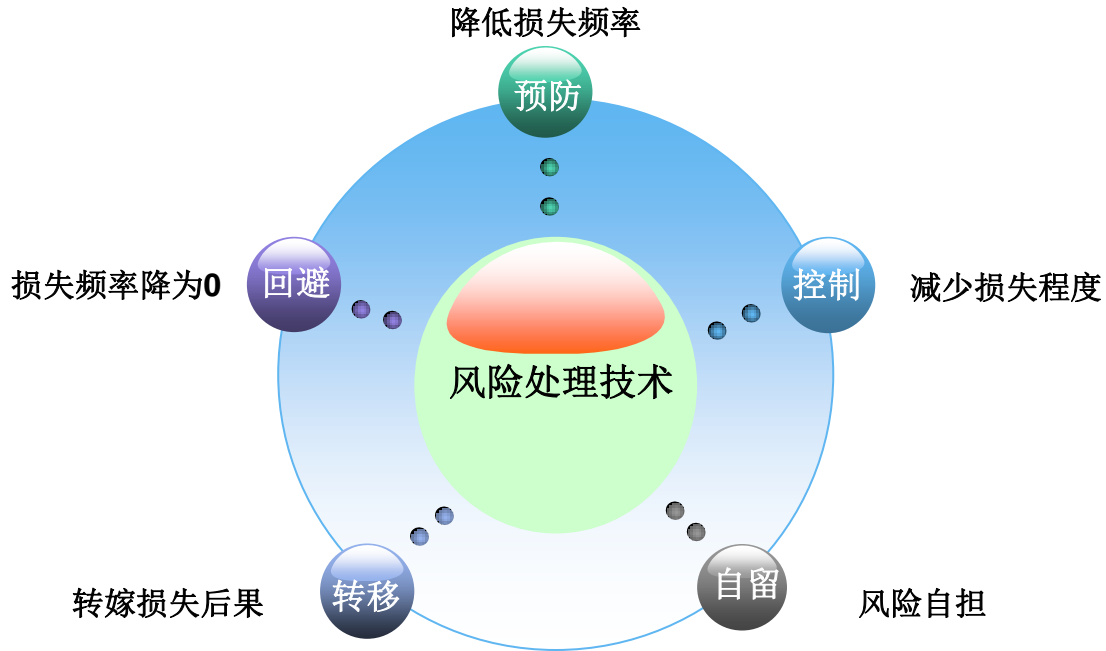 降低损失频率
预防
回避
损失频率降为0
控制
减少损失程度
风险处理技术
转移
转嫁损失后果
自留
风险自担